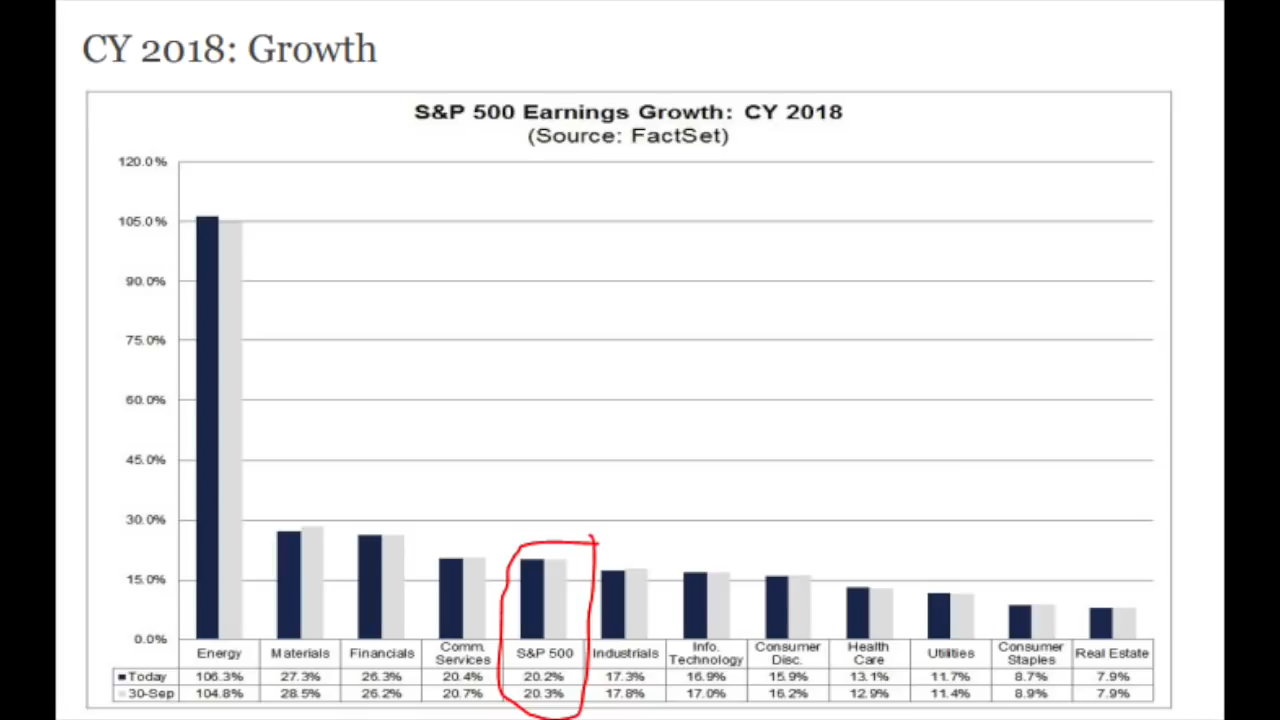 CY 2018: Growth
S&P 500 Earnings Growth: CY 2018
(Source: FactSet)
120.0%
105.0%
90.0%
75.0%
60.0%
45.0%
30.0%
15.0%
0.0%
Energy Materials Financials Comm. Services S&P 500 Industrials Info. Technology Consumer Disc. Health Care Utilities Consumer Staples Real Estate
Today 106.3% 27.3% 26.3% 20.4% 20.2% 17.3% 16.9% 15.9% 13.1% 11.7% 8.7% 7.9%
30-Sep 104.8% 28.5% 26.2% 20.7% 20.3% 17.8% 17.0% 16.2% 12.9% 11.4% 8.9% 7.9%